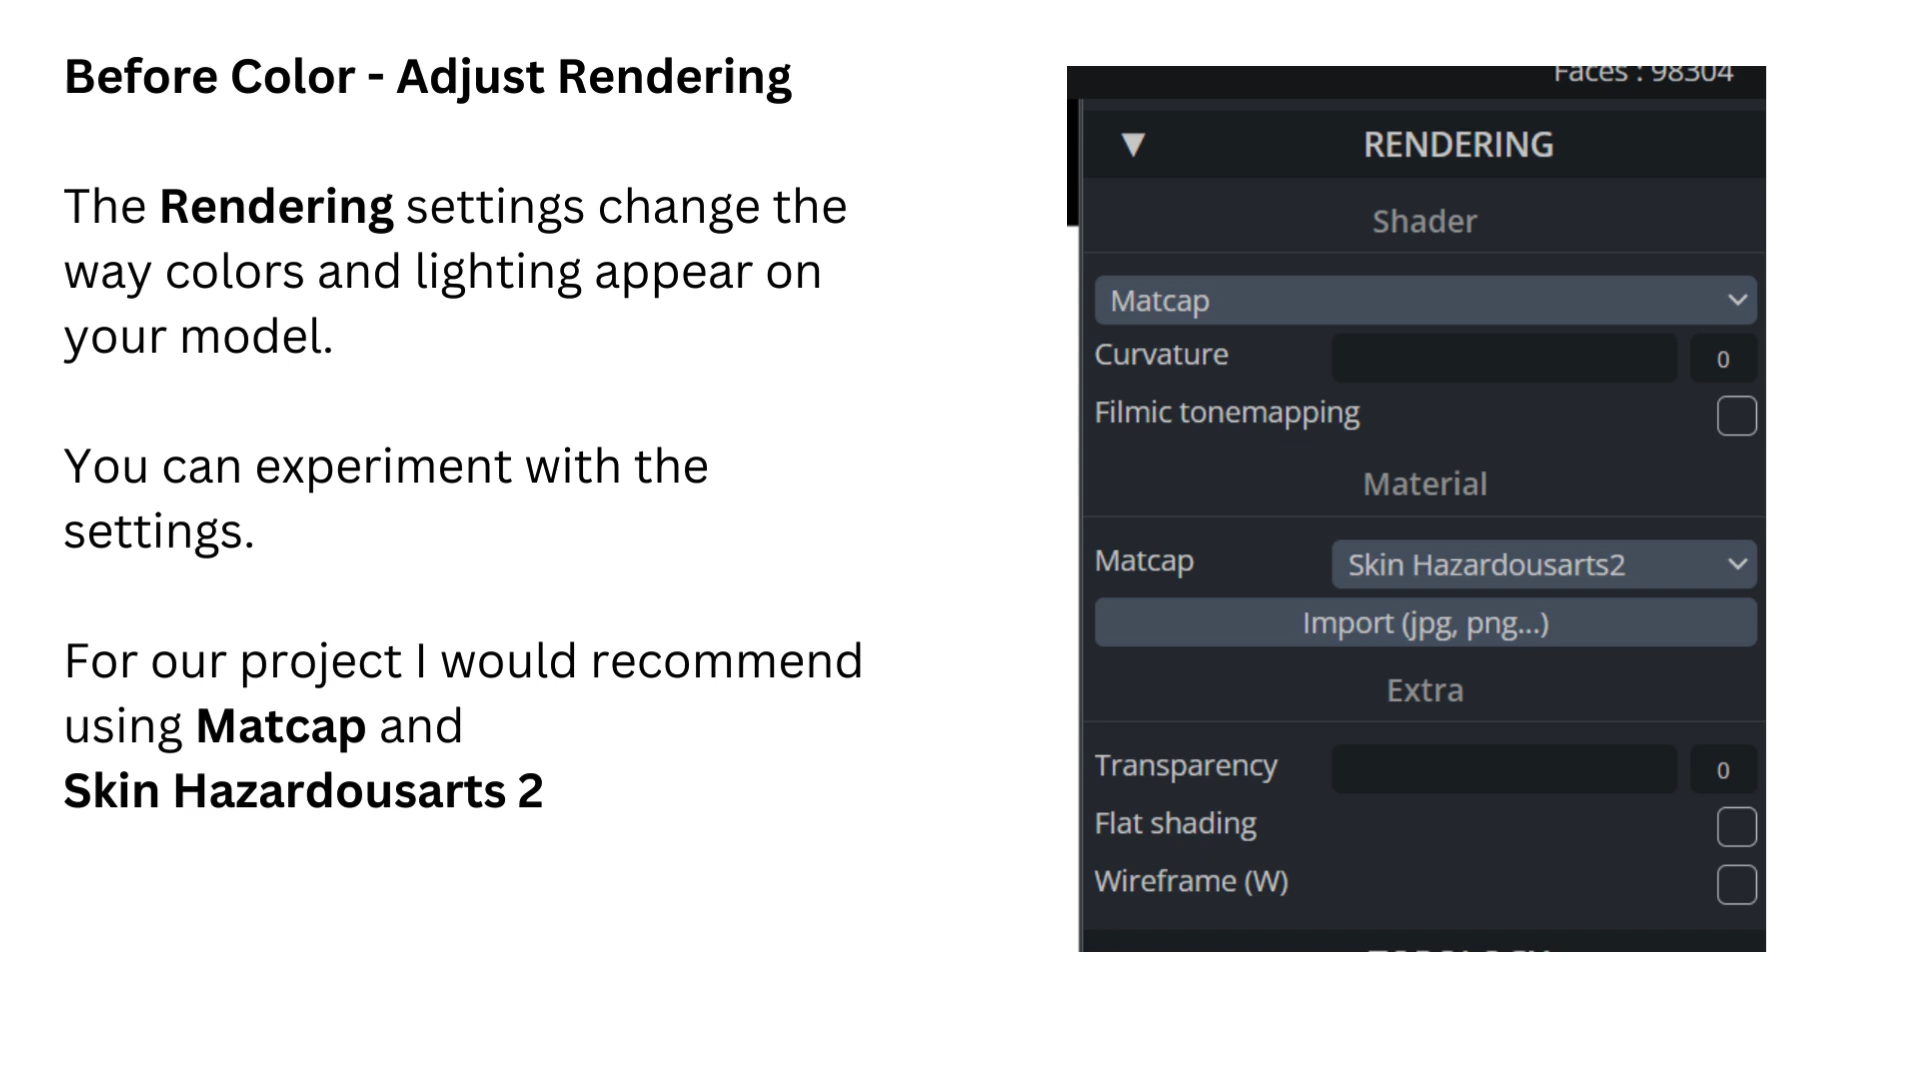 Before Color - Adjust Rendering
The Rendering settings change the
way colors and lighting appear on
your model.
You can experiment with the
settings.
For our project I would recommend
using Matcap and
Skin Hazardousarts 2
Faces : 98304
▼ RENDERING
Shader
Matcap
Curvature 0
Filmic tonemapping
Material
Matcap Skin Hazardousarts2
Import (jpg, png...)
Extra
Transparency 0
Flat shading
Wireframe (W)